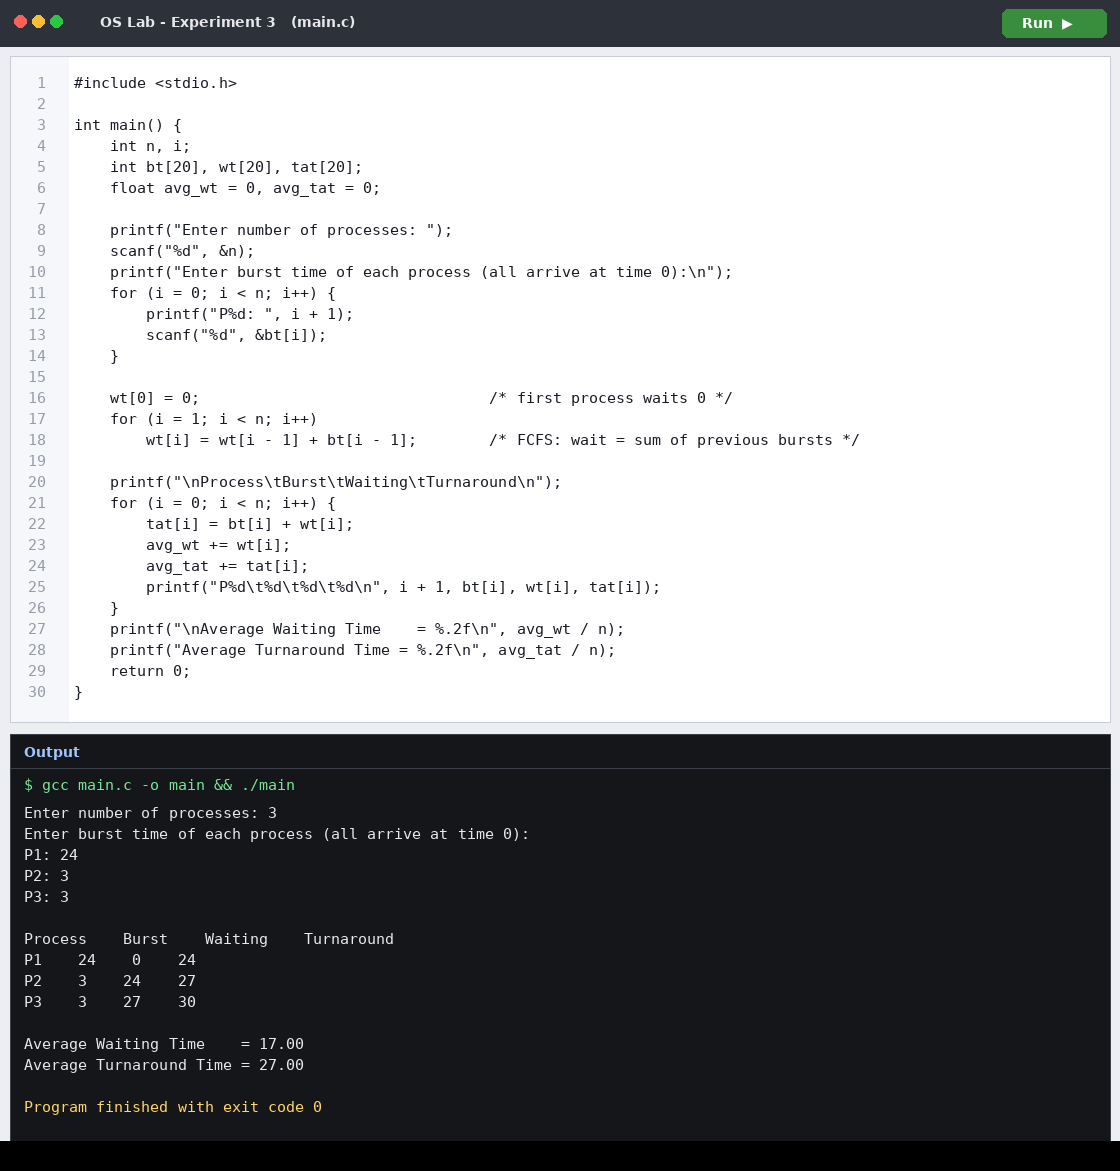 OS Lab - Experiment 3   (main.c)
Run ▶
1 #include <stdio.h>
2
3 int main() {
4     int n, i;
5     int bt[20], wt[20], tat[20];
6     float avg_wt = 0, avg_tat = 0;
7
8     printf("Enter number of processes: ");
9     scanf("%d", &n);
10     printf("Enter burst time of each process (all arrive at time 0):\n");
11     for (i = 0; i < n; i++) {
12         printf("P%d: ", i + 1);
13         scanf("%d", &bt[i]);
14     }
15
16     wt[0] = 0;                                /* first process waits 0 */
17     for (i = 1; i < n; i++)
18         wt[i] = wt[i - 1] + bt[i - 1];        /* FCFS: wait = sum of previous bursts */
19
20     printf("\nProcess\tBurst\tWaiting\tTurnaround\n");
21     for (i = 0; i < n; i++) {
22         tat[i] = bt[i] + wt[i];
23         avg_wt += wt[i];
24         avg_tat += tat[i];
25         printf("P%d\t%d\t%d\t%d\n", i + 1, bt[i], wt[i], tat[i]);
26     }
27     printf("\nAverage Waiting Time    = %.2f\n", avg_wt / n);
28     printf("Average Turnaround Time = %.2f\n", avg_tat / n);
29     return 0;
30 }
Output
$ gcc main.c -o main && ./main
Enter number of processes: 3
Enter burst time of each process (all arrive at time 0):
P1: 24
P2: 3
P3: 3

Process    Burst    Waiting    Turnaround
P1    24    0    24
P2    3    24    27
P3    3    27    30

Average Waiting Time    = 17.00
Average Turnaround Time = 27.00

Program finished with exit code 0